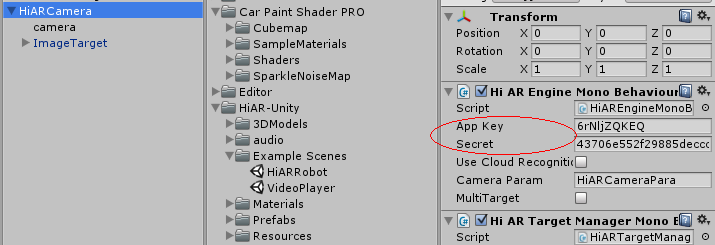 HiARCamera
camera
ImageTarget
Car Paint Shader PRO
Cubemap
SampleMaterials
Shaders
SparkleNoiseMap
Editor
HiAR-Unity
3DModels
audio
Example Scenes
HiARRobot
VideoPlayer
Materials
Prefabs
Resources
Transform
Position X 0 Y 0 Z 0
Rotation X 0 Y 0 Z 0
Scale X 1 Y 1 Z 1
Hi AR Engine Mono Behaviour
Script HiAREngineMonoB
App Key 6rNljZQKEQ
Secret 43706e552f29885decco
Use Cloud Recognitic
Camera Param HiARCameraPara
MultiTarget
Hi AR Target Manager Mono B
Script HiARTargetManag